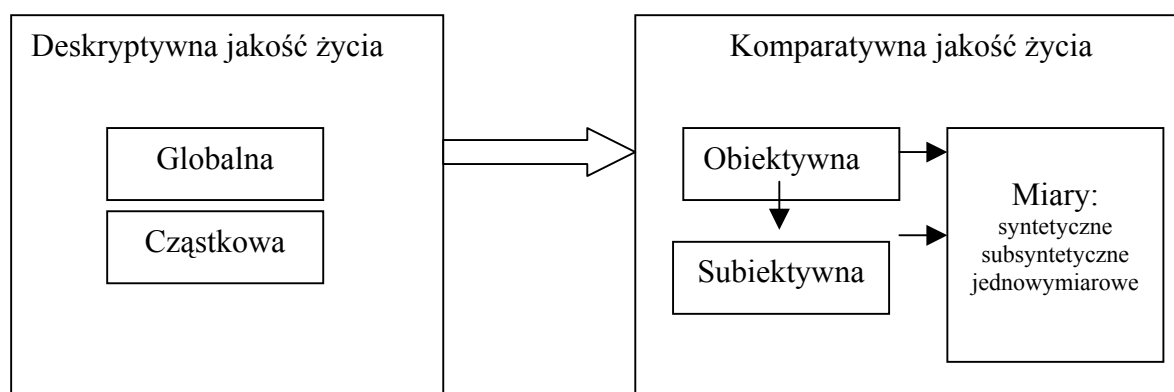 Deskryptywna jakość życia
Globalna
Cząstkowa
Komparatywna jakość życia
Obiektywna
Subiektywna
Miary:
syntetyczne
subsyntetyczne
jednowymiarowe